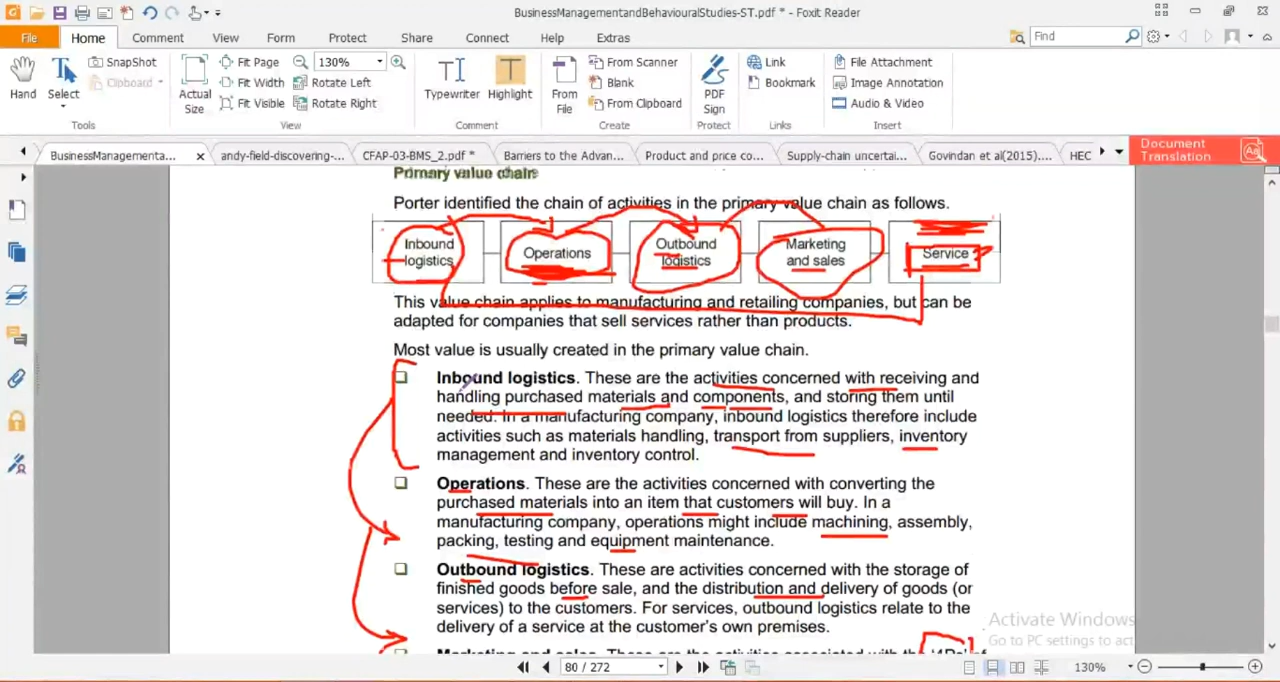 BusinessManagementandBehaviouralStudies-ST.pdf * - Foxit Reader
File Home Comment View Form Protect Share Connect Help Extras
Find
Hand
Select
SnapShot
Clipboard
Tools
Actual Size
Fit Page
Fit Width
Fit Visible
130%
Rotate Left
Rotate Right
View
Typewriter
Highlight
Comment
From File
From Scanner
Blank
From Clipboard
Create
PDF Sign
Protect
Link
Bookmark
Links
File Attachment
Image Annotation
Audio & Video
Insert
BusinessManagementa... andy-field-discovering-... CFAP-03-BMS_2.pdf * Barriers to the Advan... Product and price co... Supply-chain uncertai... Govindan et al(2015).... HEC
Document Translation
Primary value chain
Porter identified the chain of activities in the primary value chain as follows.
Inbound logistics
Operations
Outbound logistics
Marketing and sales
Service
This value chain applies to manufacturing and retailing companies, but can be
adapted for companies that sell services rather than products.
Most value is usually created in the primary value chain.
Inbound logistics. These are the activities concerned with receiving and
handling purchased materials and components, and storing them until
needed. In a manufacturing company, inbound logistics therefore include
activities such as materials handling, transport from suppliers, inventory
management and inventory control.
Operations. These are the activities concerned with converting the
purchased materials into an item that customers will buy. In a
manufacturing company, operations might include machining, assembly,
packing, testing and equipment maintenance.
Outbound logistics. These are activities concerned with the storage of
finished goods before sale, and the distribution and delivery of goods (or
services) to the customers. For services, outbound logistics relate to the
delivery of a service at the customer's own premises.
Marketing and sales. These are the activities associated with the '4Ps' of
Activate Windows
Go to PC settings to act
80 / 272
130%